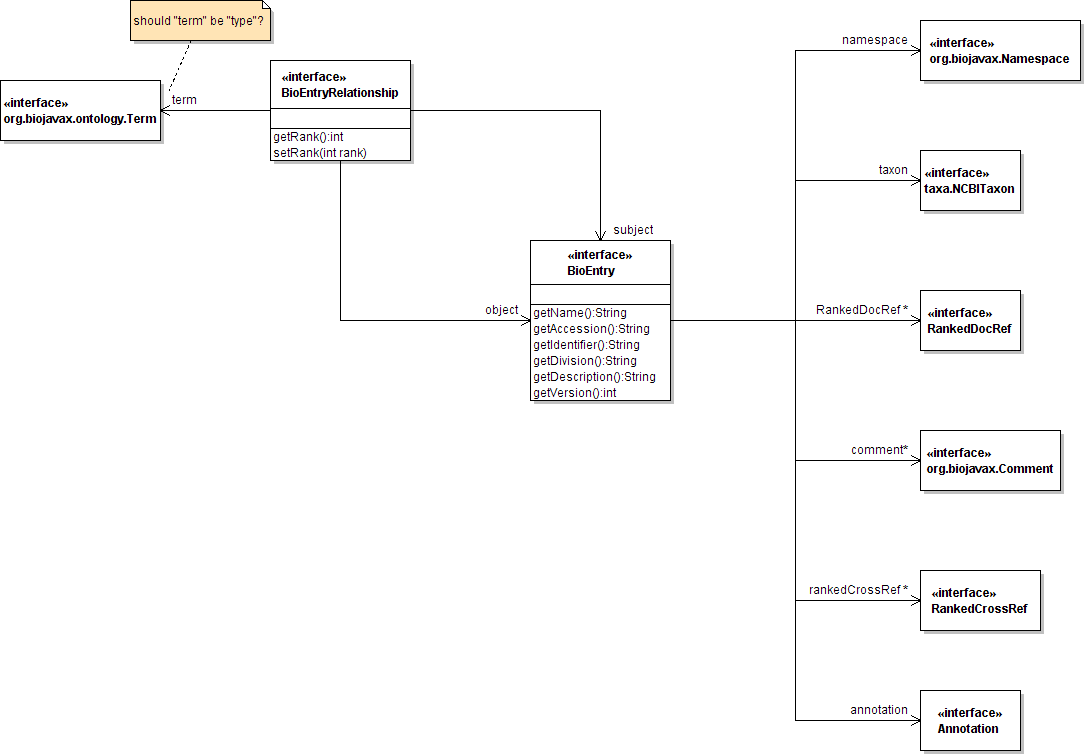 should "term" be "type"?
«interface»
org.biojavax.ontology.Term
term
«interface»
BioEntryRelationship
getRank():int
setRank(int rank)
subject
object
«interface»
BioEntry
getName():String
getAccession():String
getIdentifier():String
getDivision():String
getDescription():String
getVersion():int
namespace
«interface»
org.biojavax.Namespace
taxon
«interface»
taxa.NCBITaxon
RankedDocRef *
«interface»
RankedDocRef
comment*
«interface»
org.biojavax.Comment
rankedCrossRef *
«interface»
RankedCrossRef
annotation
«interface»
Annotation